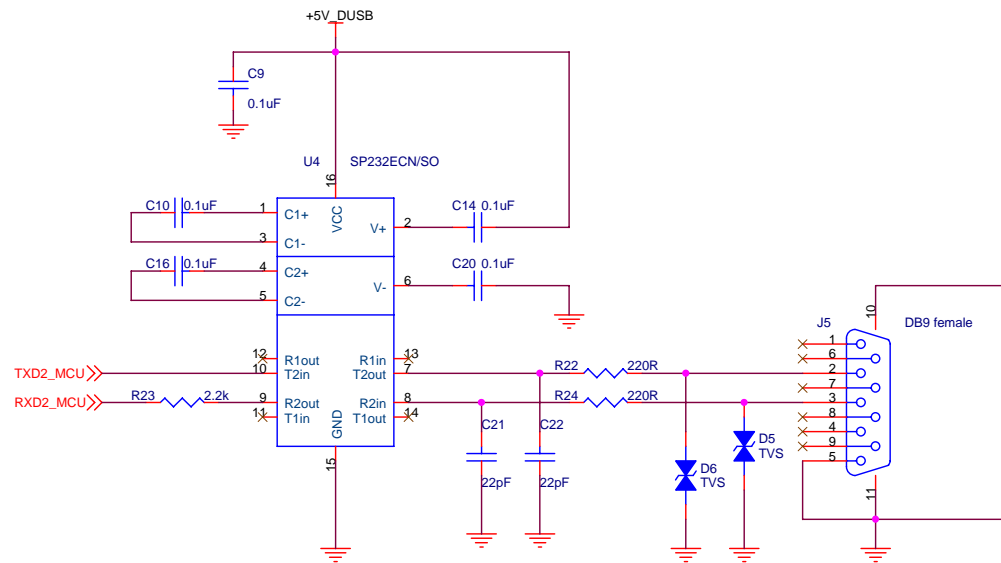 +5V_DUSB
C9
0.1uF
U4 SP232ECN/SO
16
C10 0.1uF 1 C1+ VCC V+ 2 C14 0.1uF
3 C1-
C16 0.1uF 4 C2+ V- 6 C20 0.1uF
5 C2-
10
J5 DB9 female
12 R1out R1in 13 1
6
TXD2_MCU 10 T2in T2out 7 R22 220R 2
7
RXD2_MCU R23 2.2k 9 R2out R2in 8 R24 220R 3
11 T1in T1out 14 8
C21 C22 4
GND D5 9
TVS 5
15 D6
22pF 22pF TVS
11